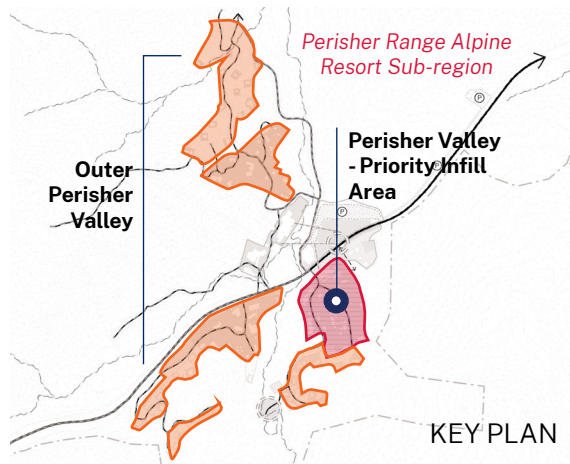 Perisher Range Alpine
Resort Sub-region
P
Perisher Valley
- Priority Infill
Area
P
Outer
Perisher
Valley
P
KEY PLAN